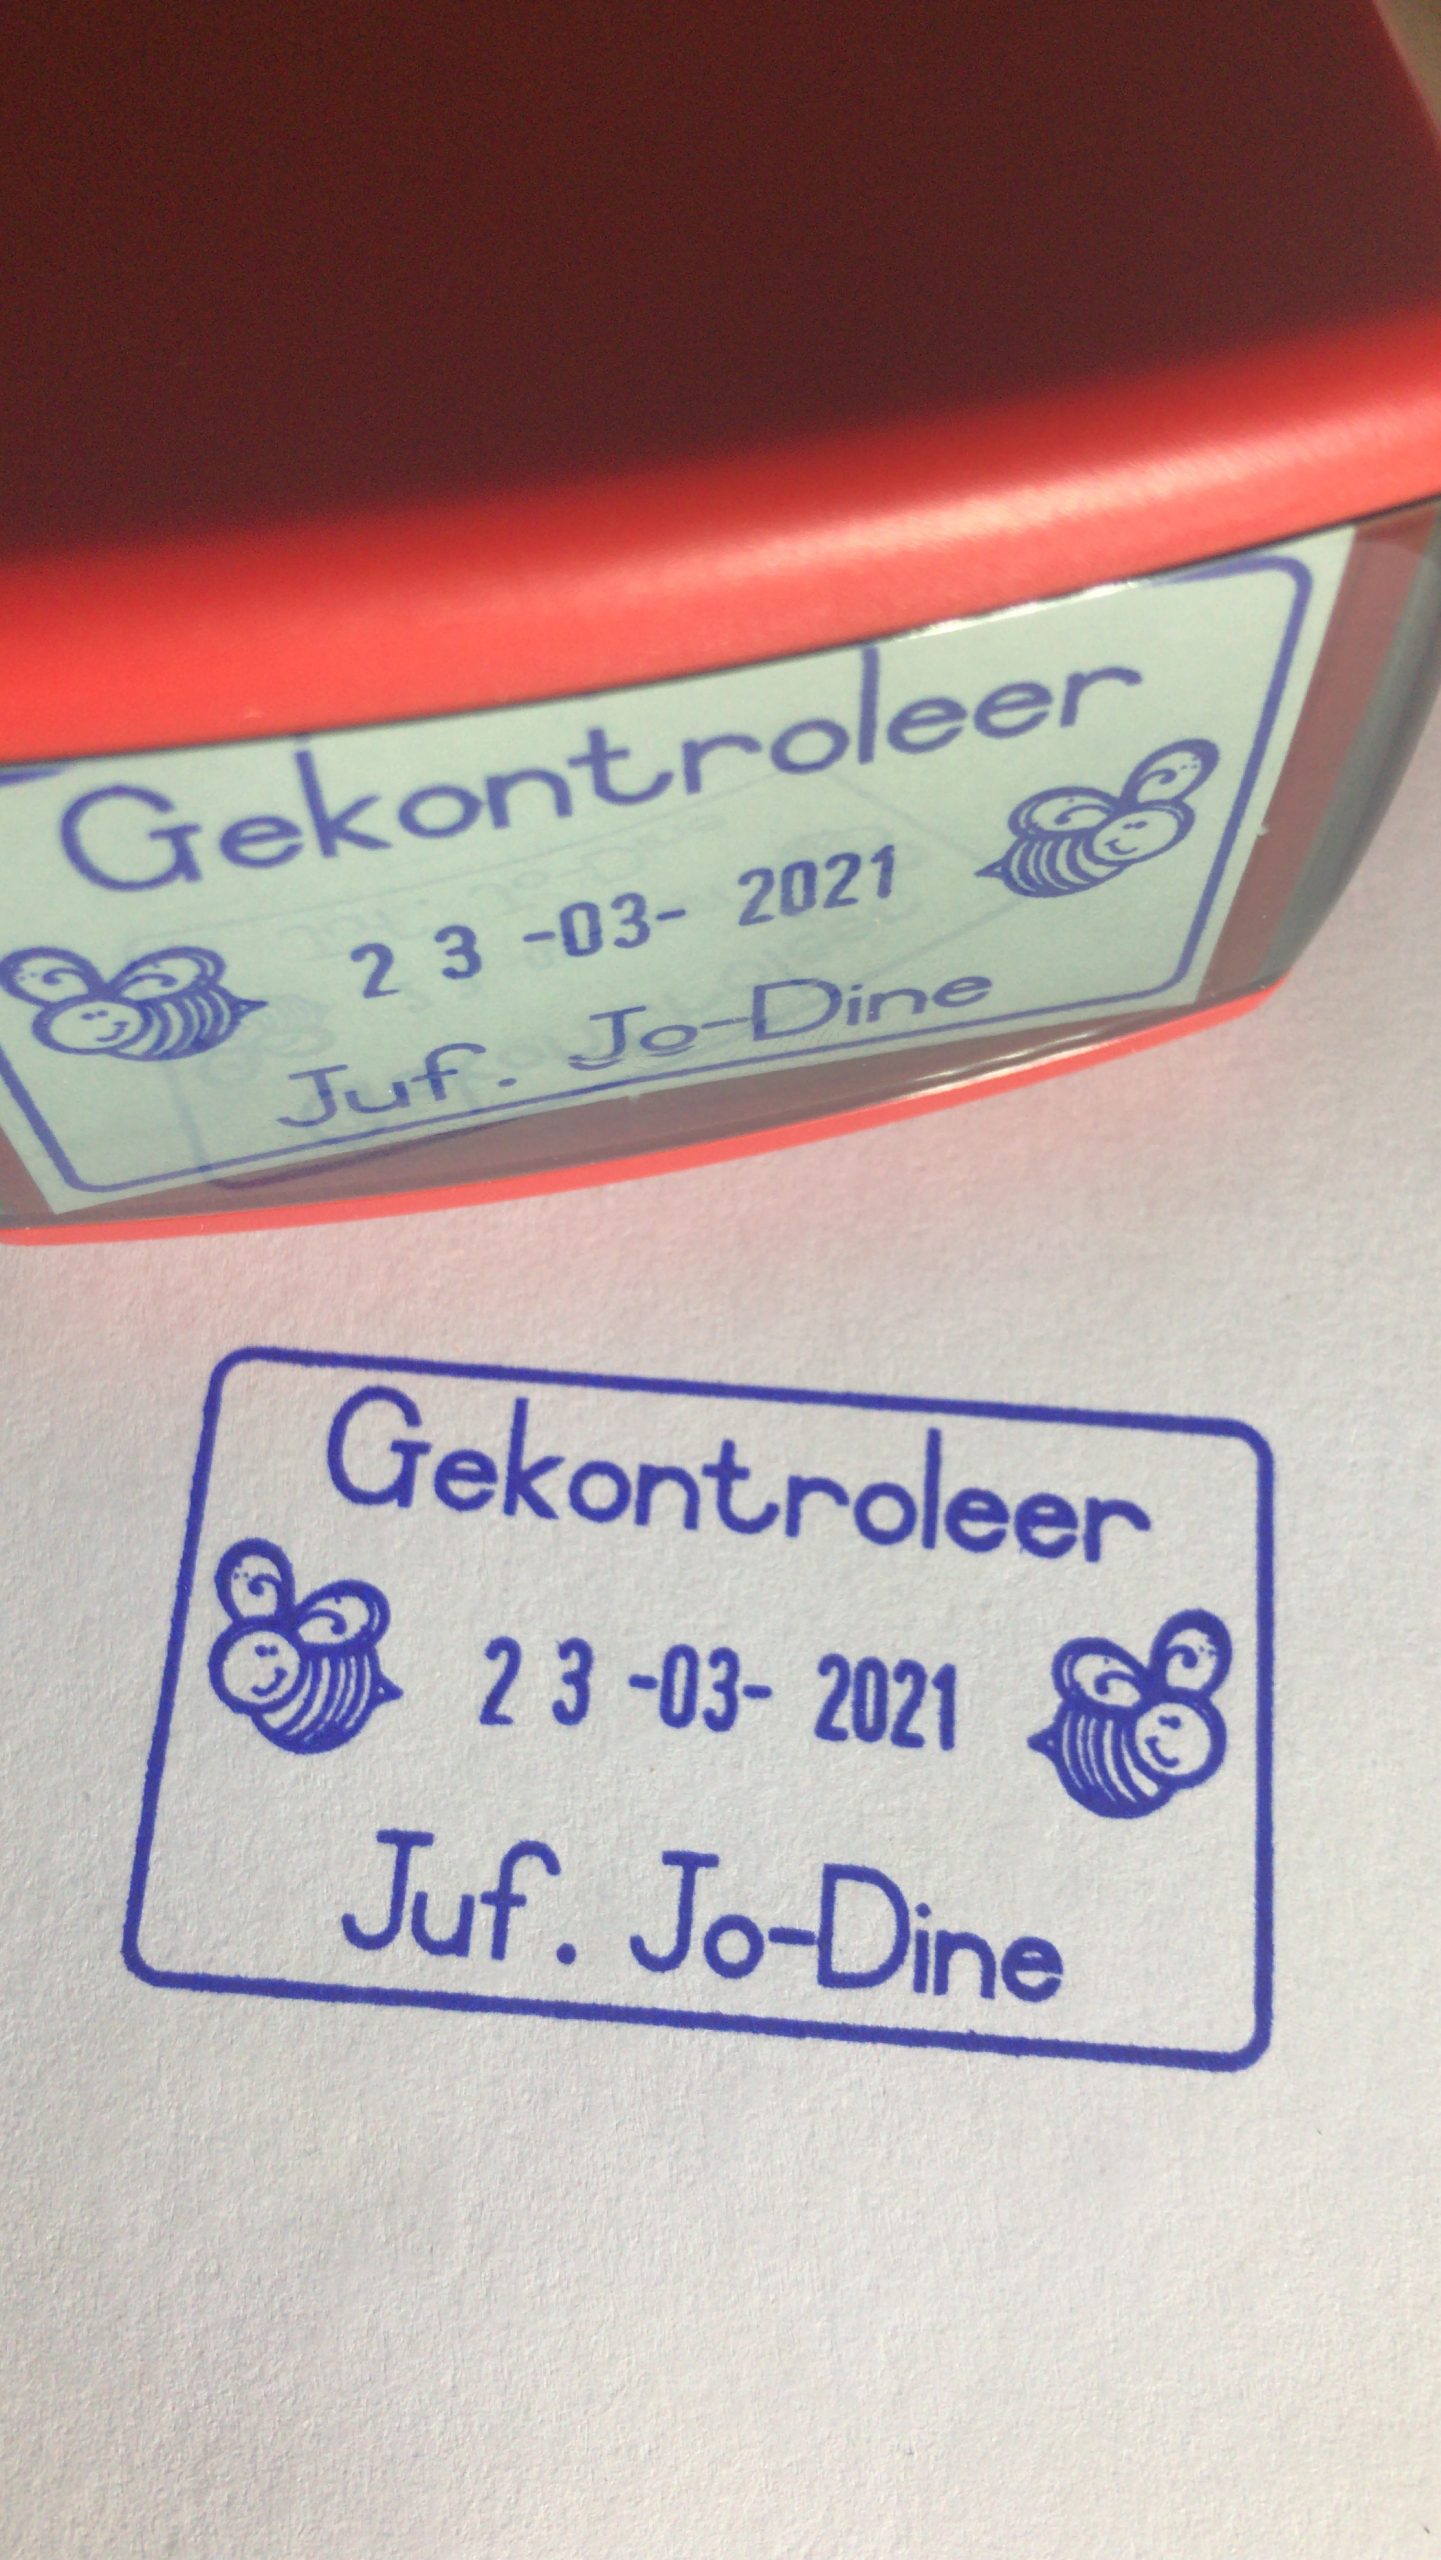 Gekontroleer
2 3 -03- 2021
Juf. Jo-Dine
Gekontroleer
2 3 -03- 2021
Juf. Jo-Dine